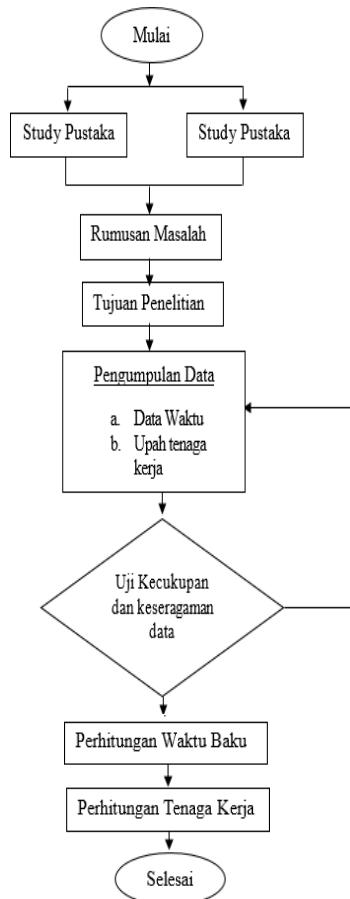 Mulai
Study Pustaka
Study Pustaka
Rumusan Masalah
Tujuan Penelitian
Pengumpulan Data
a. Data Waktu
b. Upah tenaga
kerja
Uji Kecukupan
dan keseragaman
data
Perhitungan Waktu Baku
Perhitungan Tenaga Kerja
Selesai